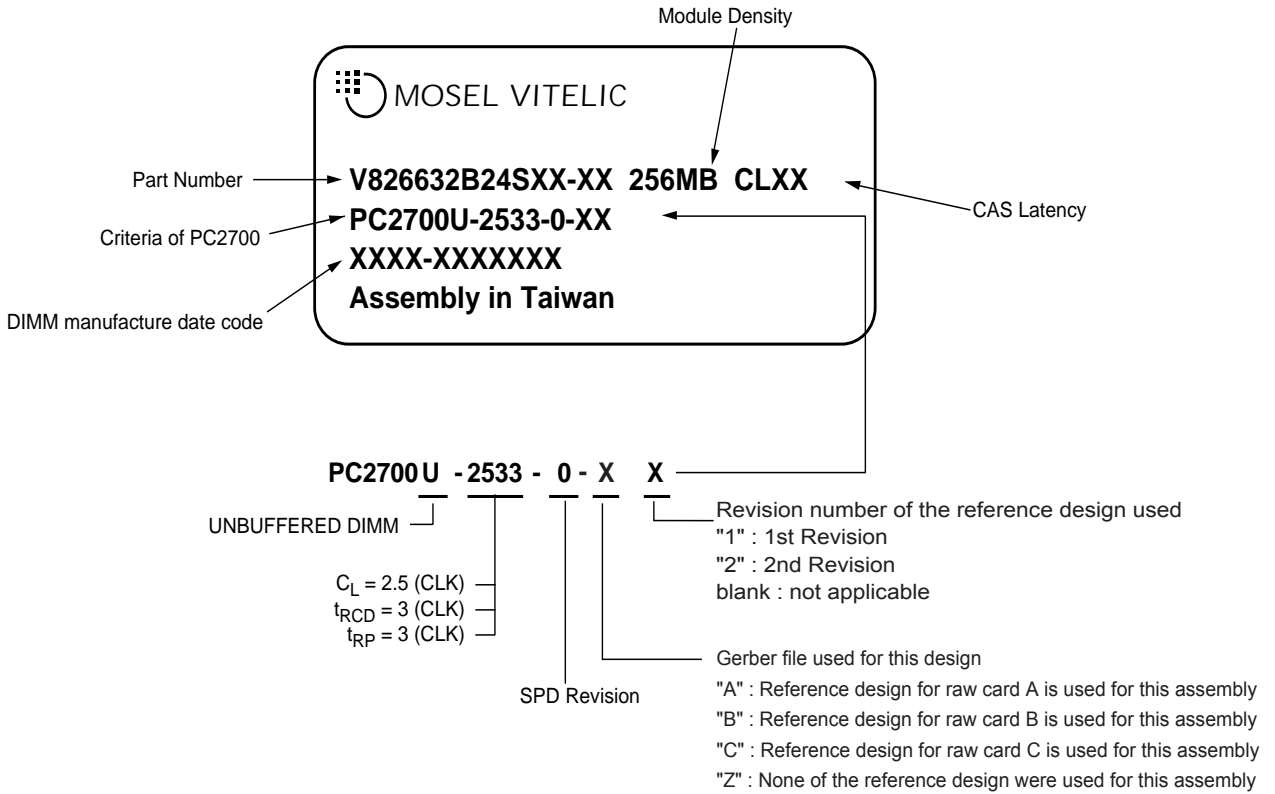 Module Density
MOSEL VITELIC
Part Number
V826632B24SXX-XX 256MB CLXX
CAS Latency
Criteria of PC2700
PC2700U-2533-0-XX
XXXX-XXXXXXX
DIMM manufacture date code
Assembly in Taiwan
PC2700 U - 2533 - 0 - X X
UNBUFFERED DIMM
CL = 2.5 (CLK)
tRCD = 3 (CLK)
tRP = 3 (CLK)
SPD Revision
Revision number of the reference design used
"1" : 1st Revision
"2" : 2nd Revision
blank : not applicable
Gerber file used for this design
"A" : Reference design for raw card A is used for this assembly
"B" : Reference design for raw card B is used for this assembly
"C" : Reference design for raw card C is used for this assembly
"Z" : None of the reference design were used for this assembly